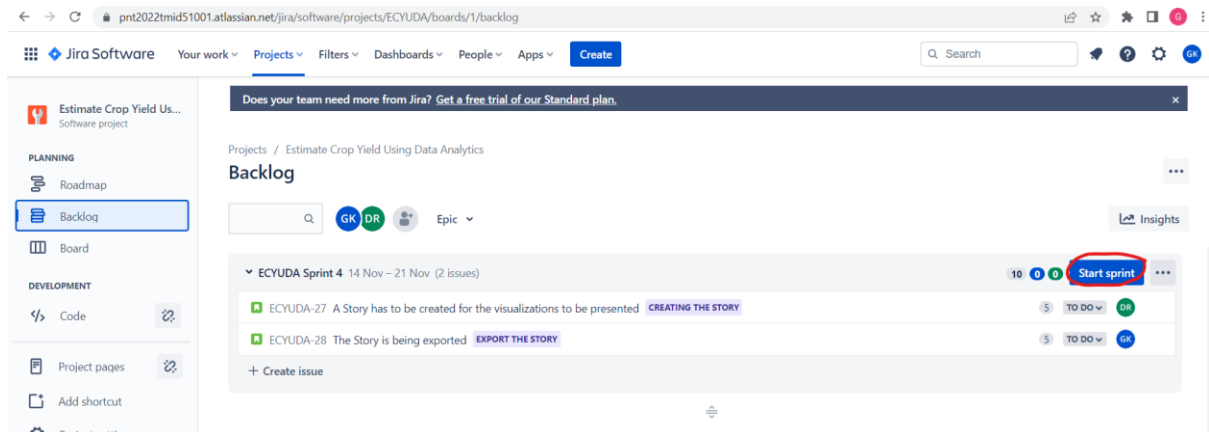 pnt2022tmid51001.atlassian.net/jira/software/projects/ECYUDA/boards/1/backlog
G
Jira Software Your work Projects Filters Dashboards People Apps Create Search GK
Does your team need more from Jira? Get a free trial of our Standard plan.
Estimate Crop Yield Us...
Software project
PLANNING
Roadmap
Backlog
Board
DEVELOPMENT
Code
Project pages
Add shortcut
Projects / Estimate Crop Yield Using Data Analytics
Backlog
GK DR Epic Insights
ECYUDA Sprint 4 14 Nov – 21 Nov (2 issues) 10 0 0 Start sprint
ECYUDA-27 A Story has to be created for the visualizations to be presented CREATING THE STORY 5 TO DO DR
ECYUDA-28 The Story is being exported EXPORT THE STORY 5 TO DO GK
+ Create issue